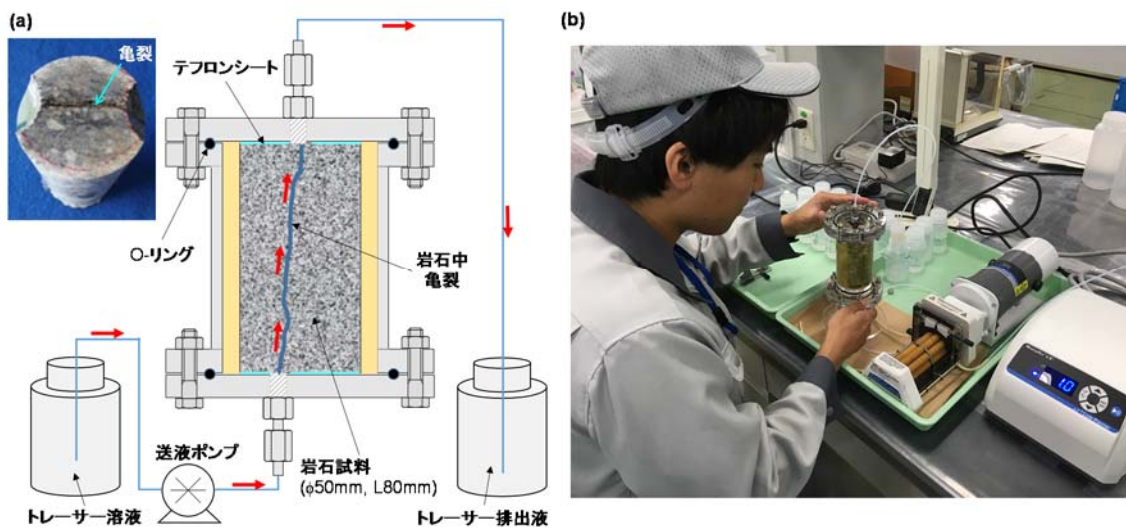 (a)
亀裂
テフロンシート
O-リング
岩石中
亀裂
送液ポンプ
岩石試料
(φ50mm, L80mm)
トレーサー溶液
トレーサー排出液
(b)
10